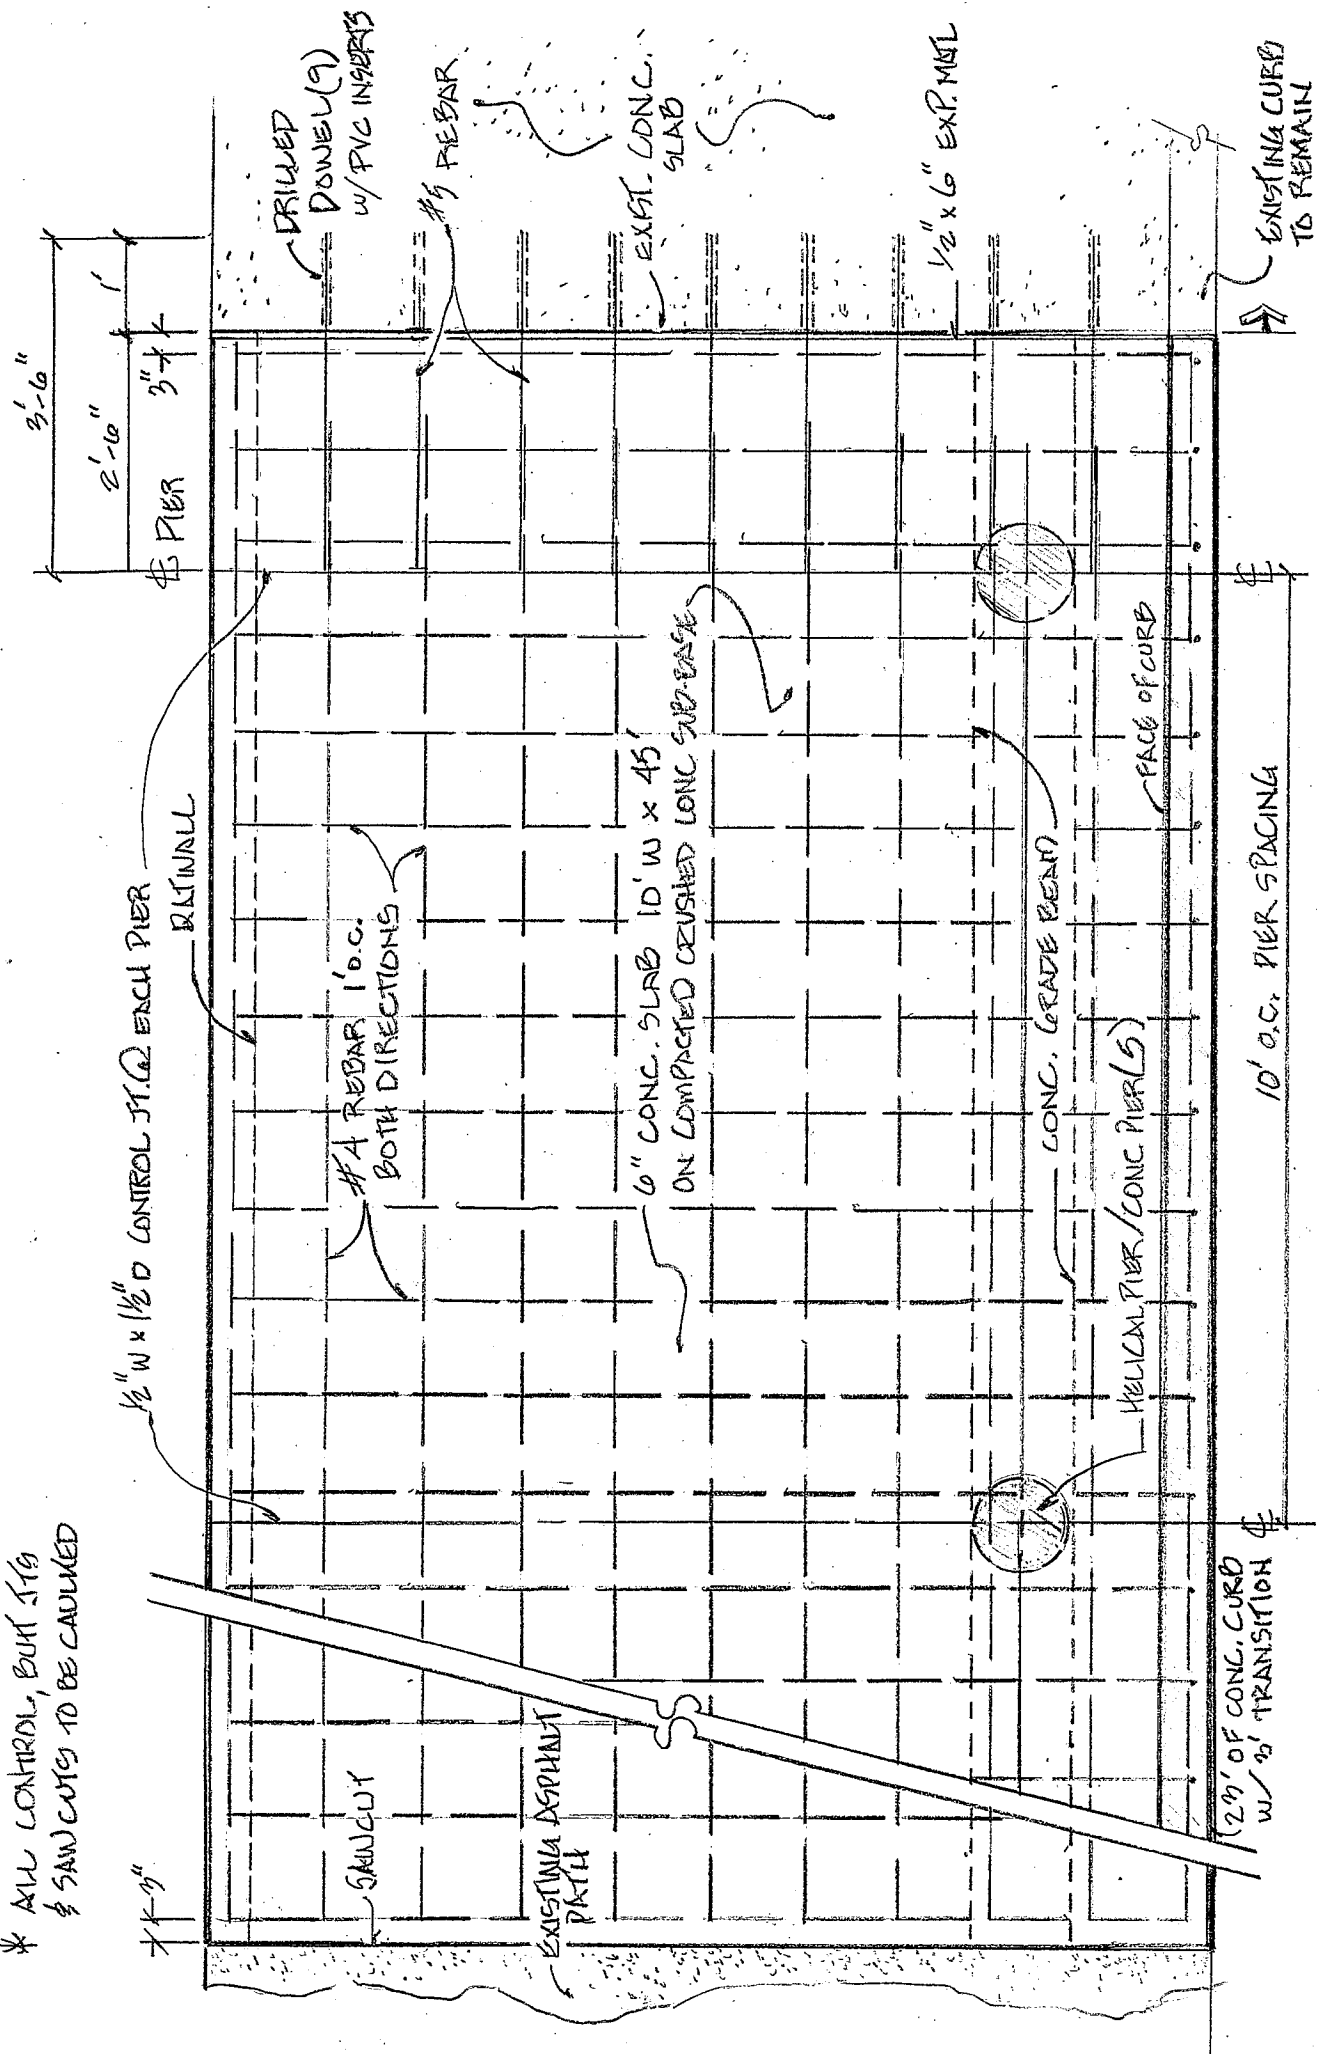 * ALL CONTROL, BUTT JTS
& SAWCUTS TO BE CAULKED
3"
SAWCUT
EXISTING ASPHALT
PATH
(23' OF CONC. CURB
w/ 3' TRANSITION
1/2" W x 1 1/2" D CONTROL JT. @ EACH PIER
RATWALL
#4 REBAR 1' O.C.
BOTH DIRECTIONS
6" CONC. SLAB 10' W x 45'
ON COMPACTED CRUSHED CONC SUB-BASE
CONC. GRADE BEAM
HELICAL PIER/CONC. PIER (5)
FACE OF CURB
10' O.C. PIER SPACING
℄
℄
3'-6"
2'-6"
1'
℄ PIER
3"
DRILLED
DOWEL (9)
w/ PVC INSERTS
#5 REBAR
EXIST. CONC.
SLAB
1/2" x 6" EXP. MATL
EXISTING CURB
TO REMAIN